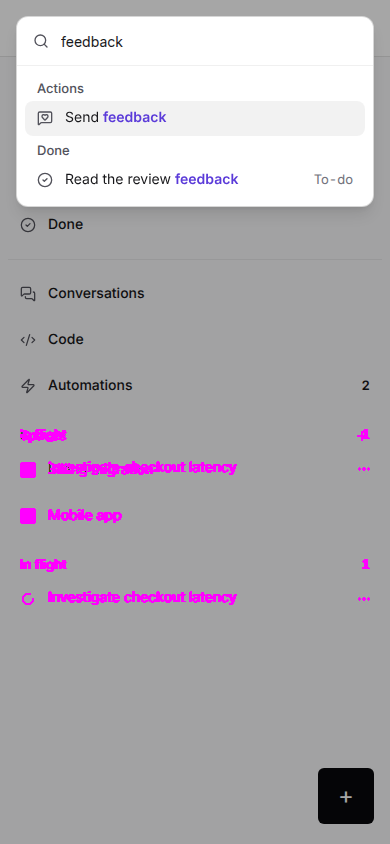 feedback
Actions
Send feedback
Done
Read the review feedback To-do
Done
Conversations
Code
Automations 2
Mobile app
In flight 1
Investigate checkout latency